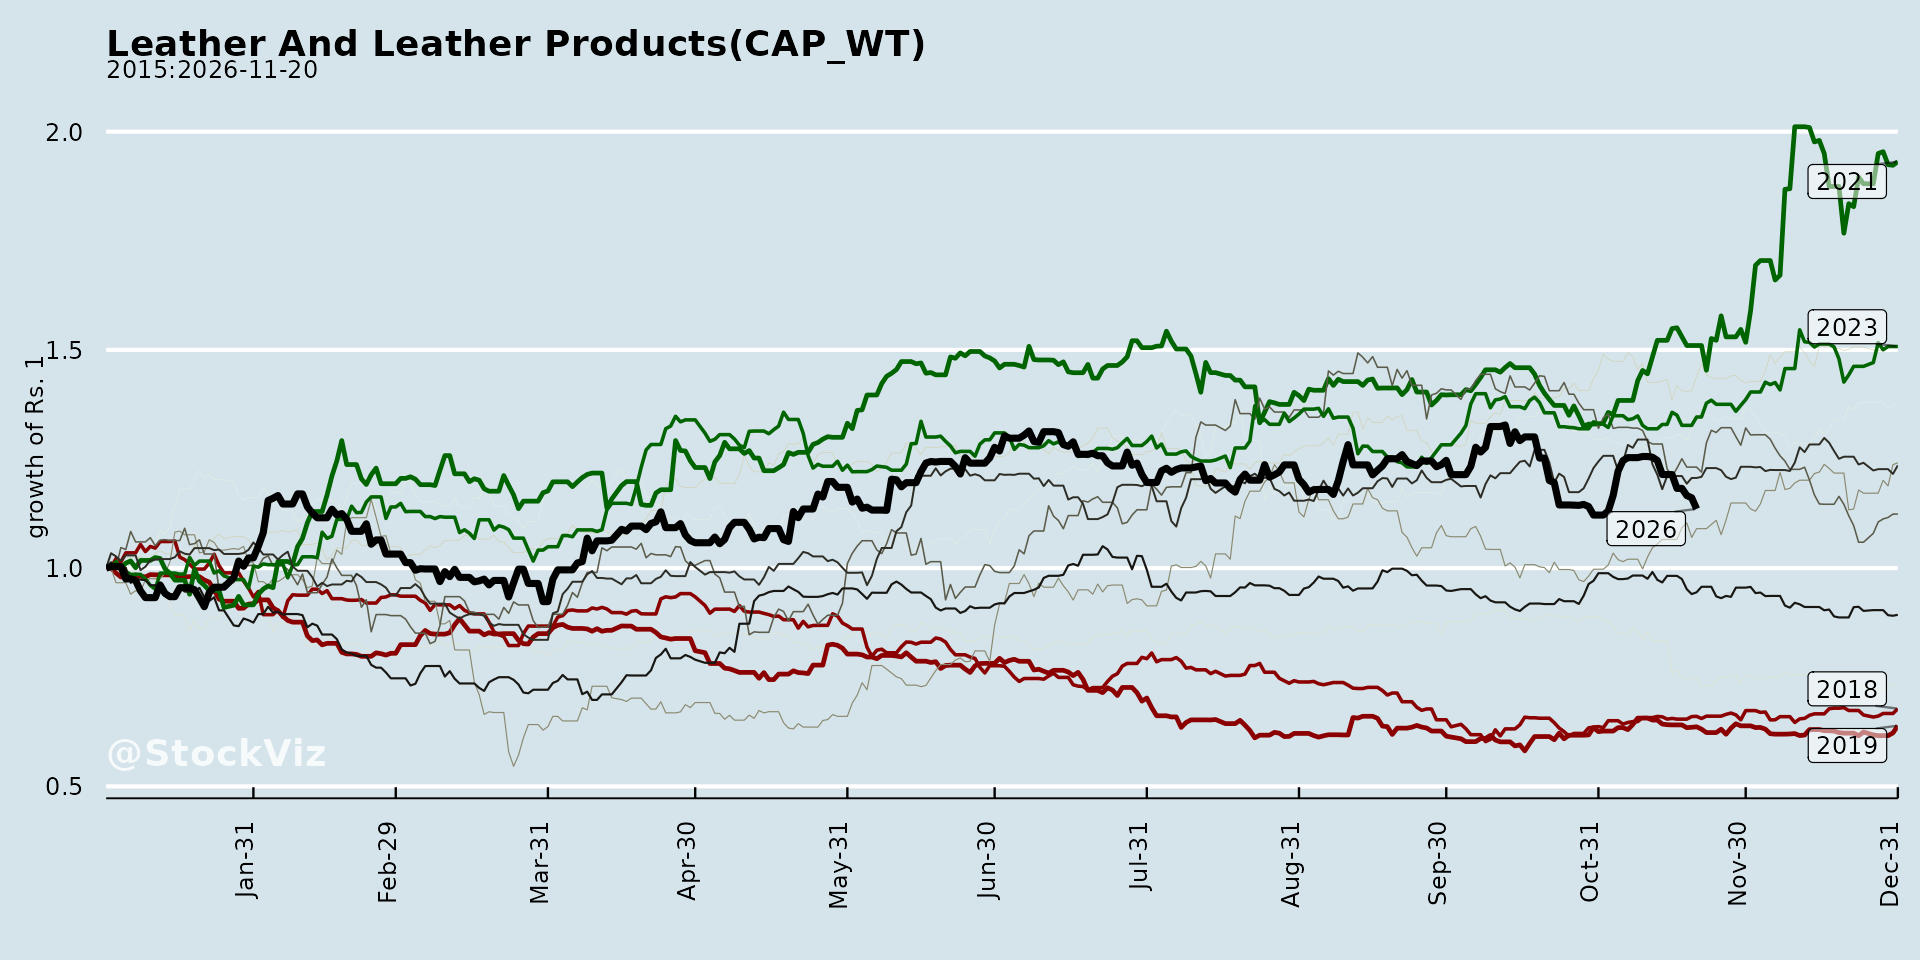 Leather And Leather Products(CAP_WT)
2015:2026-11-20
growth of Rs. 1
2.0
1.5
1.0
0.5
2021
2023
2026
2018
2019
@StockViz
Jan-31
Feb-29
Mar-31
Apr-30
May-31
Jun-30
Jul-31
Aug-31
Sep-30
Oct-31
Nov-30
Dec-31